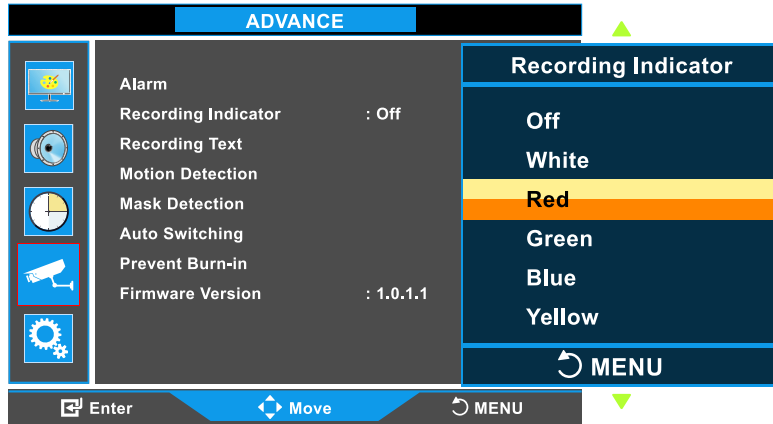 ADVANCE
Alarm
Recording Indicator : Off
Recording Text
Motion Detection
Mask Detection
Auto Switching
Prevent Burn-in
Firmware Version : 1.0.1.1
Recording Indicator
Off
White
Red
Green
Blue
Yellow
MENU
Enter Move MENU